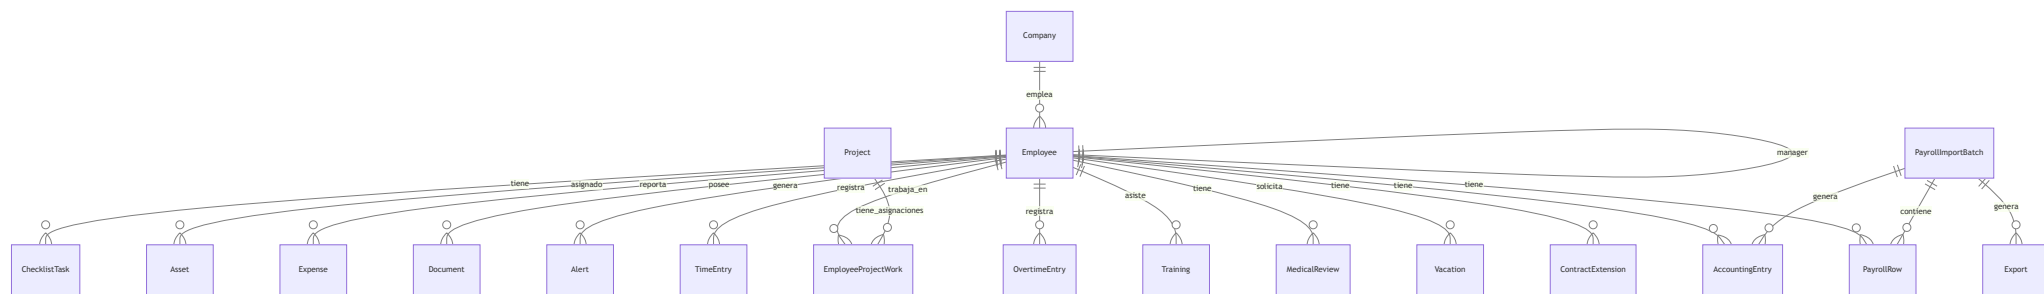 Company
emplea
Project
Employee
PayrollImportBatch
manager
tiene
asignado
reporta
posee
genera
registra
trabaja_en
tiene_asignaciones
registra
asiste
tiene
solicita
tiene
tiene
tiene
genera
contiene
genera
ChecklistTask
Asset
Expense
Document
Alert
TimeEntry
EmployeeProjectWork
OvertimeEntry
Training
MedicalReview
Vacation
ContractExtension
AccountingEntry
PayrollRow
Export